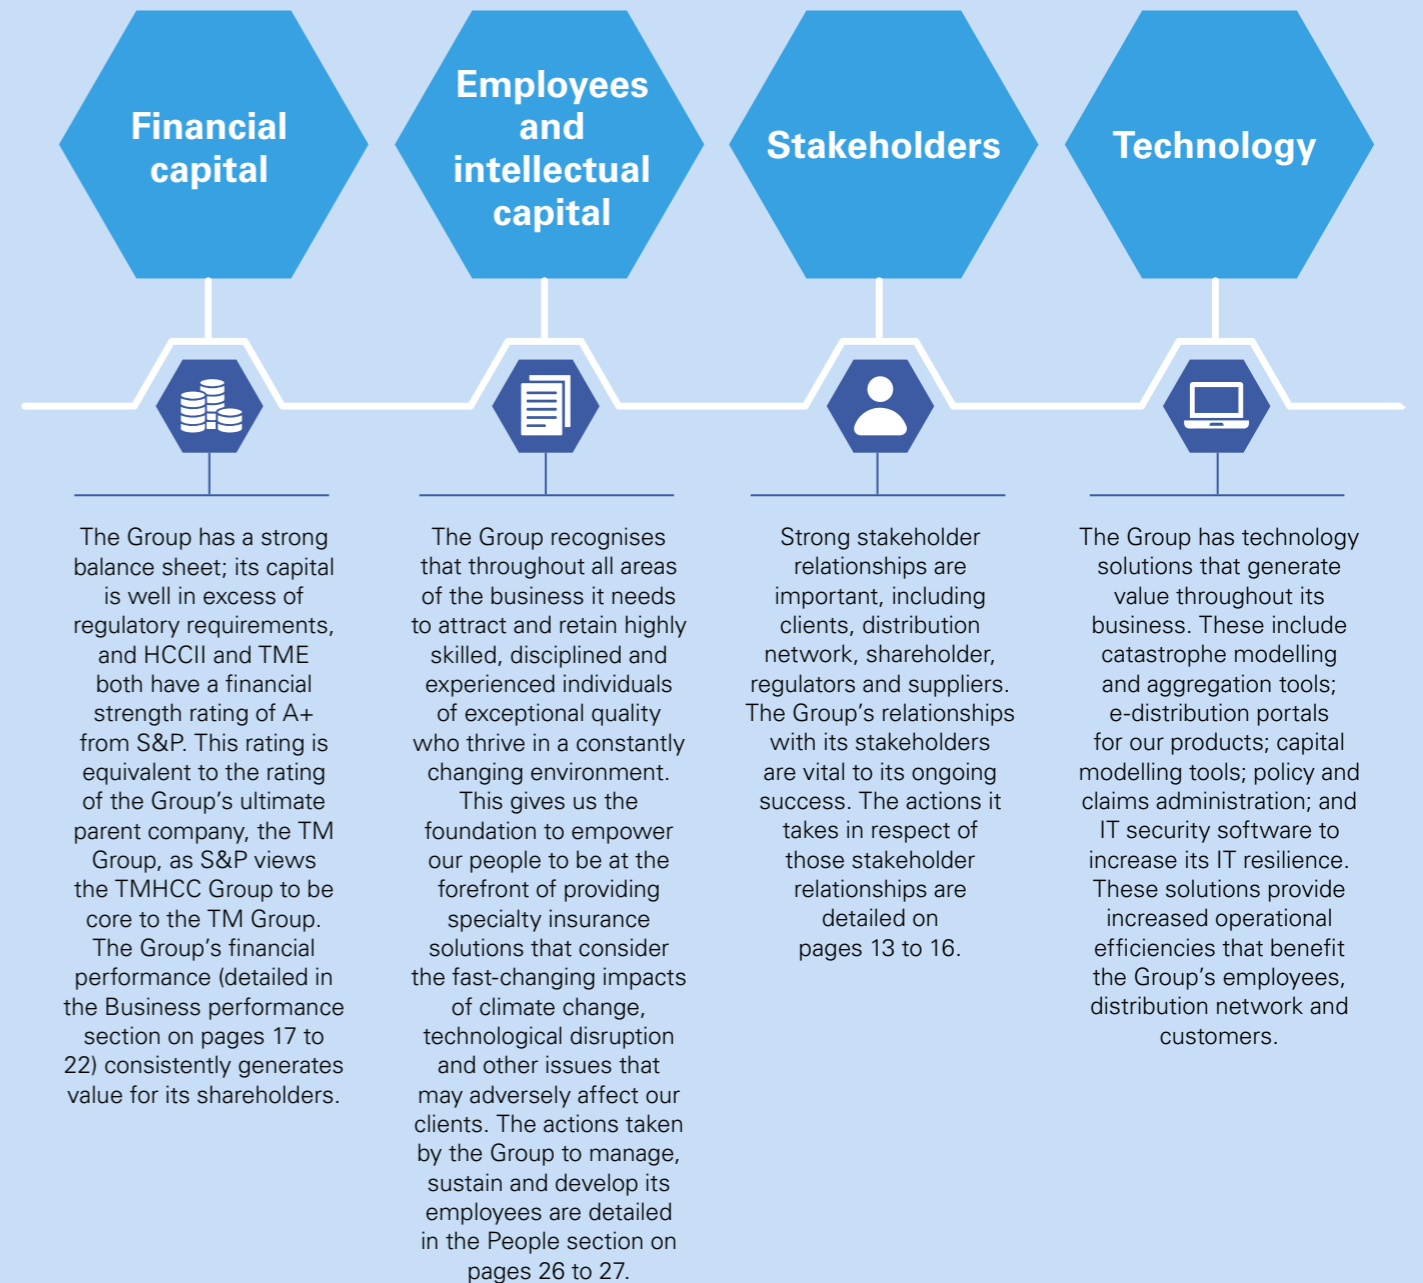 Financial
capital
Employees
and
intellectual
capital
Stakeholders
Technology
The Group has a strong
balance sheet; its capital
is well in excess of
regulatory requirements,
and HCCII and TME
both have a financial
strength rating of A+
from S&P. This rating is
equivalent to the rating
of the Group's ultimate
parent company, the TM
Group, as S&P views
the TMHCC Group to be
core to the TM Group.
The Group's financial
performance (detailed in
the Business performance
section on pages 17 to
22) consistently generates
value for its shareholders.
The Group recognises
that throughout all areas
of the business it needs
to attract and retain highly
skilled, disciplined and
experienced individuals
of exceptional quality
who thrive in a constantly
changing environment.
This gives us the
foundation to empower
our people to be at the
forefront of providing
specialty insurance
solutions that consider
the fast-changing impacts
of climate change,
technological disruption
and other issues that
may adversely affect our
clients. The actions taken
by the Group to manage,
sustain and develop its
employees are detailed
in the People section on
pages 26 to 27.
Strong stakeholder
relationships are
important, including
clients, distribution
network, shareholder,
regulators and suppliers.
The Group's relationships
with its stakeholders
are vital to its ongoing
success. The actions it
takes in respect of
those stakeholder
relationships are
detailed on
pages 13 to 16.
The Group has technology
solutions that generate
value throughout its
business. These include
catastrophe modelling
and aggregation tools;
e-distribution portals
for our products; capital
modelling tools; policy and
claims administration; and
IT security software to
increase its IT resilience.
These solutions provide
increased operational
efficiencies that benefit
the Group's employees,
distribution network and
customers.